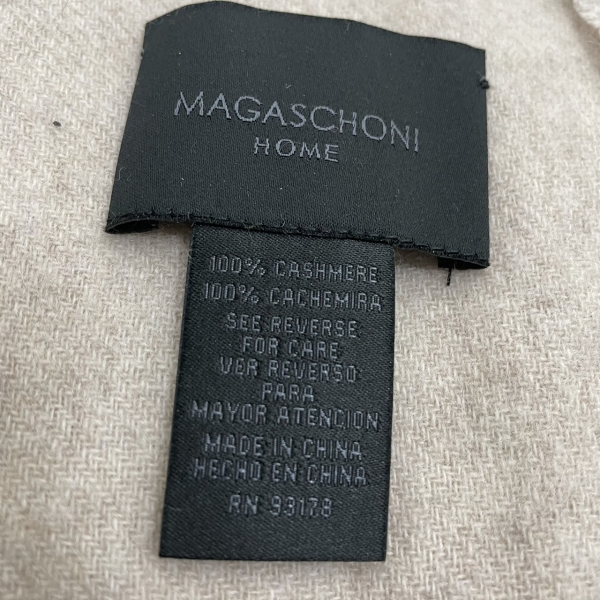 MAGASCHONI
HOME
100% CASHMERE
100% CACHEMIRA
SEE REVERSE
FOR CARE
VER REVERSO
PARA
MAYOR ATENCION
MADE IN CHINA
HECHO EN CHINA
RN 93178